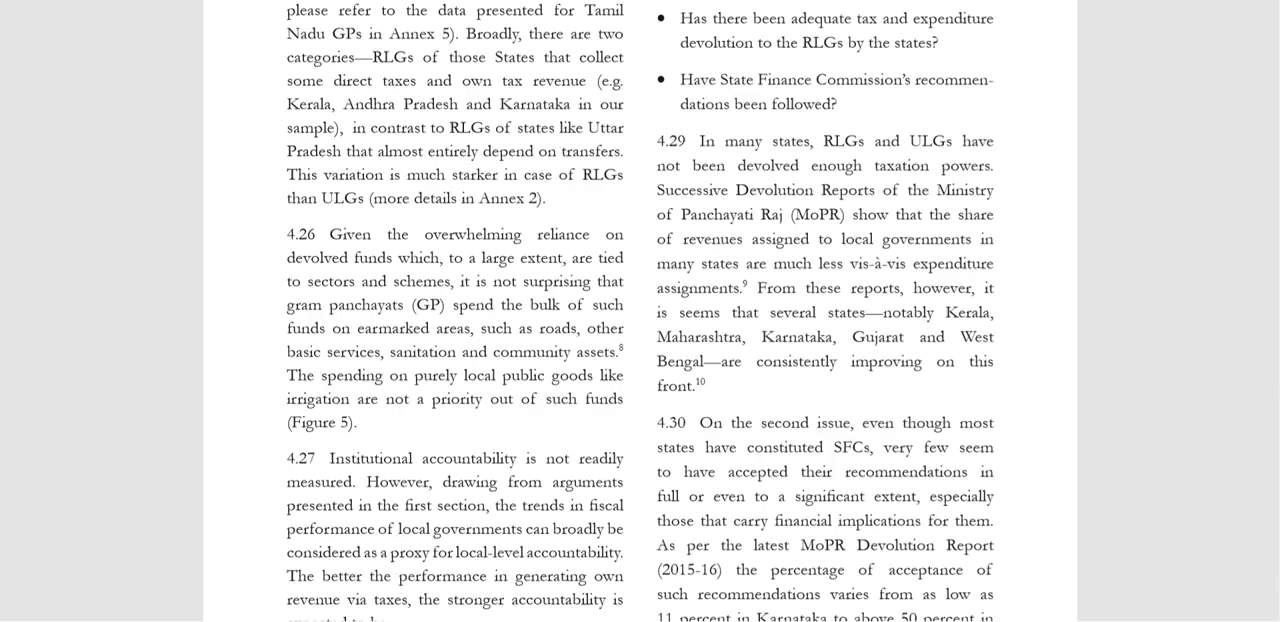 please refer to the data presented for Tamil
Nadu GPs in Annex 5). Broadly, there are two
categories—RLGs of those States that collect
some direct taxes and own tax revenue (e.g.
Kerala, Andhra Pradesh and Karnataka in our
sample), in contrast to RLGs of states like Uttar
Pradesh that almost entirely depend on transfers.
This variation is much starker in case of RLGs
than ULGs (more details in Annex 2).
4.26 Given the overwhelming reliance on
devolved funds which, to a large extent, are tied
to sectors and schemes, it is not surprising that
gram panchayats (GP) spend the bulk of such
funds on earmarked areas, such as roads, other
basic services, sanitation and community assets.⁸
The spending on purely local public goods like
irrigation are not a priority out of such funds
(Figure 5).
4.27 Institutional accountability is not readily
measured. However, drawing from arguments
presented in the first section, the trends in fiscal
performance of local governments can broadly be
considered as a proxy for local-level accountability.
The better the performance in generating own
revenue via taxes, the stronger accountability is
• Has there been adequate tax and expenditure
devolution to the RLGs by the states?
• Have State Finance Commission's recommen-
dations been followed?
4.29 In many states, RLGs and ULGs have
not been devolved enough taxation powers.
Successive Devolution Reports of the Ministry
of Panchayati Raj (MoPR) show that the share
of revenues assigned to local governments in
many states are much less vis-à-vis expenditure
assignments.⁹ From these reports, however, it
is seems that several states—notably Kerala,
Maharashtra, Karnataka, Gujarat and West
Bengal—are consistently improving on this
front.¹⁰
4.30 On the second issue, even though most
states have constituted SFCs, very few seem
to have accepted their recommendations in
full or even to a significant extent, especially
those that carry financial implications for them.
As per the latest MoPR Devolution Report
(2015-16) the percentage of acceptance of
such recommendations varies from as low as
11 percent in Karnataka to above 50 percent in